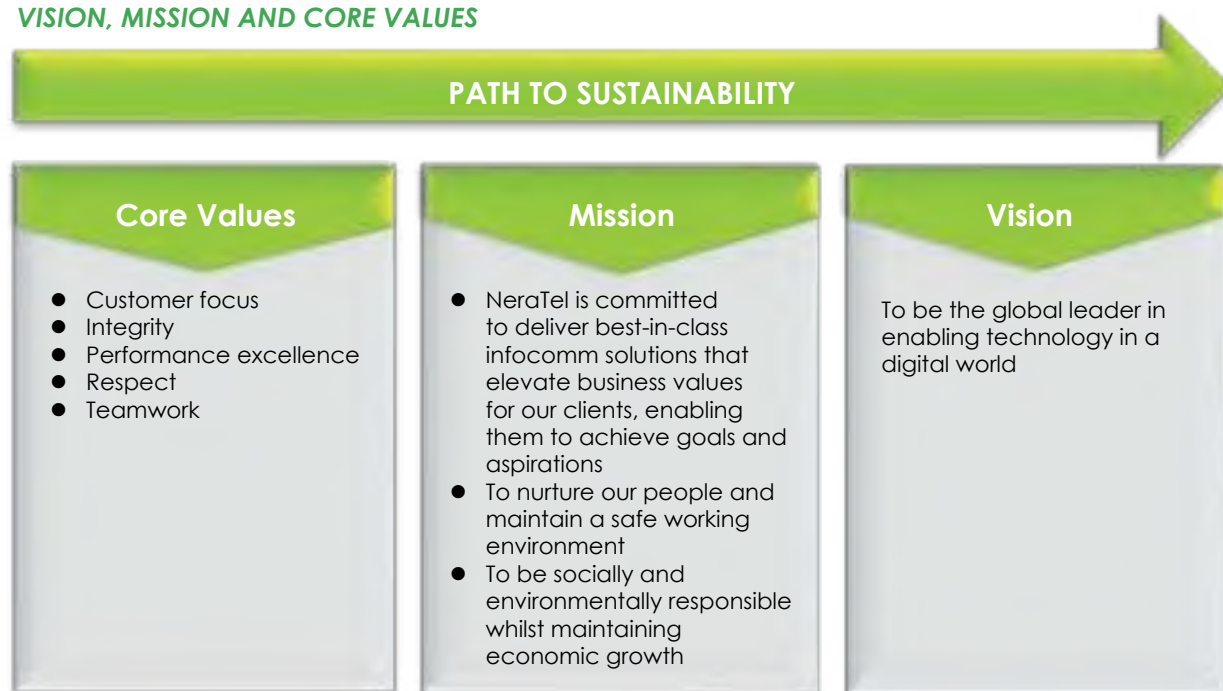 VISION, MISSION AND CORE VALUES
PATH TO SUSTAINABILITY
Core Values
● Customer focus
● Integrity
● Performance excellence
● Respect
● Teamwork
Mission
● NeraTel is committed
to deliver best-in-class
infocomm solutions that
elevate business values
for our clients, enabling
them to achieve goals and
aspirations
● To nurture our people and
maintain a safe working
environment
● To be socially and
environmentally responsible
whilst maintaining
economic growth
Vision
To be the global leader in
enabling technology in a
digital world